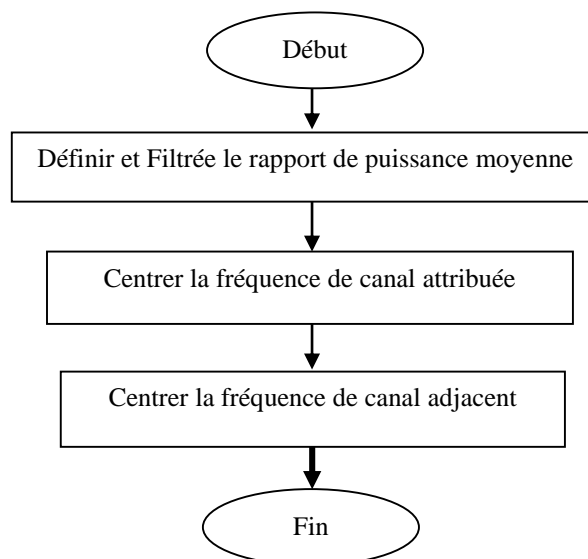 Début
Définir et Filtrée le rapport de puissance moyenne
Centrer la fréquence de canal attribuée
Centrer la fréquence de canal adjacent
Fin